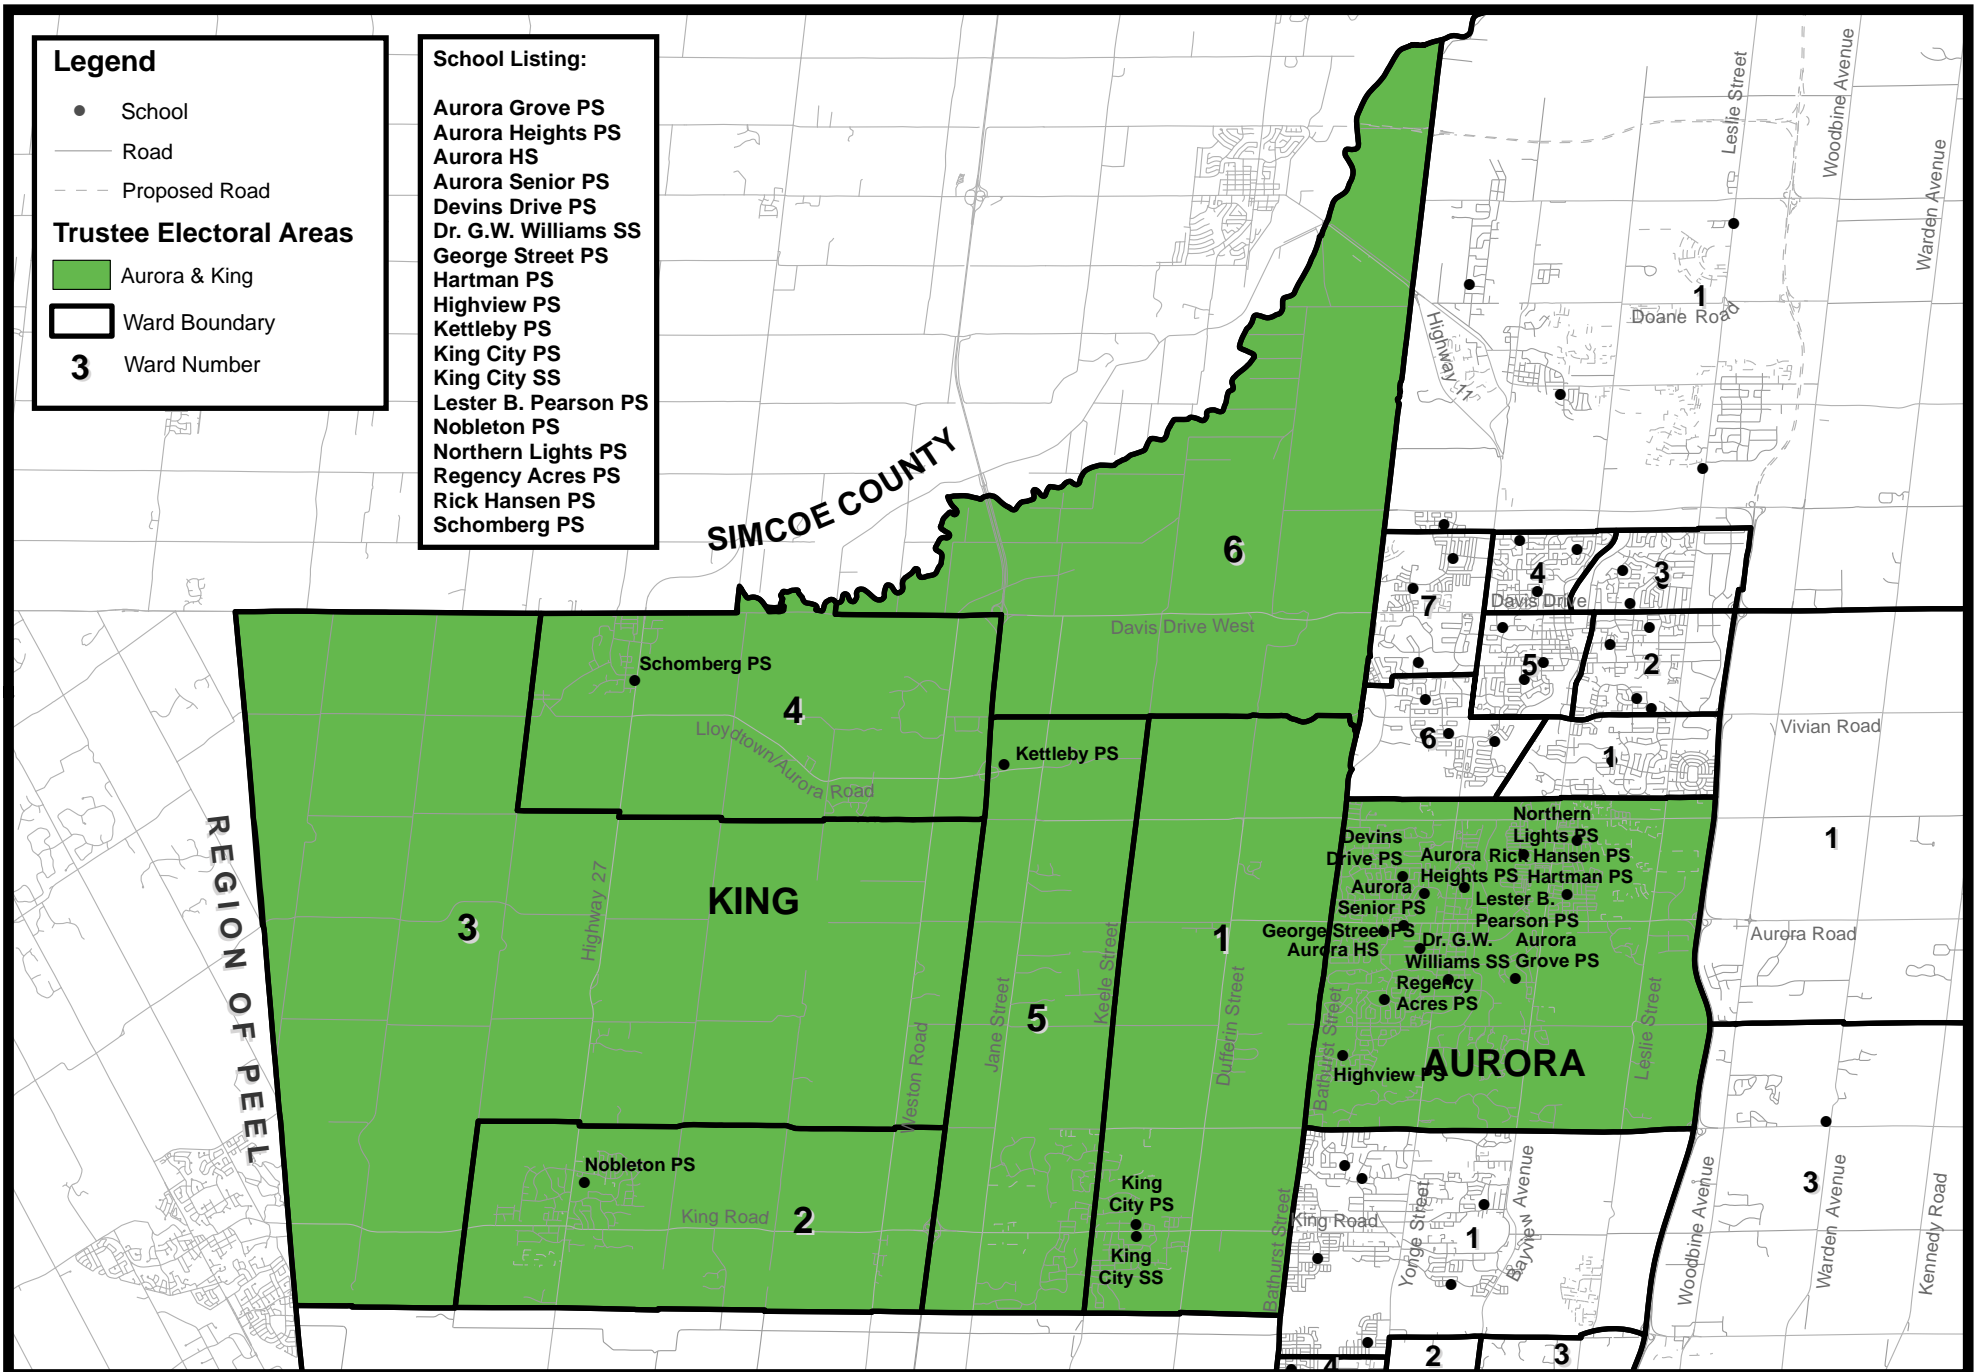 Legend
School
Road
Proposed Road
Trustee Electoral Areas
Aurora & King
Ward Boundary
3 Ward Number
School Listing:
Aurora Grove PS
Aurora Heights PS
Aurora HS
Aurora Senior PS
Devins Drive PS
Dr. G.W. Williams SS
George Street PS
Hartman PS
Highview PS
Kettleby PS
King City PS
King City SS
Lester B. Pearson PS
Nobleton PS
Northern Lights PS
Regency Acres PS
Rick Hansen PS
Schomberg PS
SIMCOE COUNTY
REGION OF PEEL
Leslie Street
Woodbine Avenue
Warden Avenue
1
Doane Road
Highway 11
6
Davis Drive West
4
3
Davis Drive
7
5
2
6
1
Vivian Road
Schomberg PS
4
Lloydtown/Aurora Road
Kettleby PS
KING
3
Highway 27
Weston Road
Jane Street
5
Keele Street
1
Dufferin Street
Northern
Lights PS
Devins
Drive PS
Aurora
Heights PS
Rick Hansen PS
Hartman PS
Aurora
Senior PS
Lester B.
Pearson PS
George Street PS
Aurora HS
Dr. G.W.
Williams SS
Aurora
Grove PS
Regency
Acres PS
Highview PS
AURORA
Bathurst Street
Leslie Street
1
Aurora Road
Nobleton PS
King Road
2
King
City PS
King
City SS
Bathurst Street
King Road
Yonge Street
1
Bayview Avenue
Woodbine Avenue
3
Warden Avenue
Kennedy Road
4
2
3